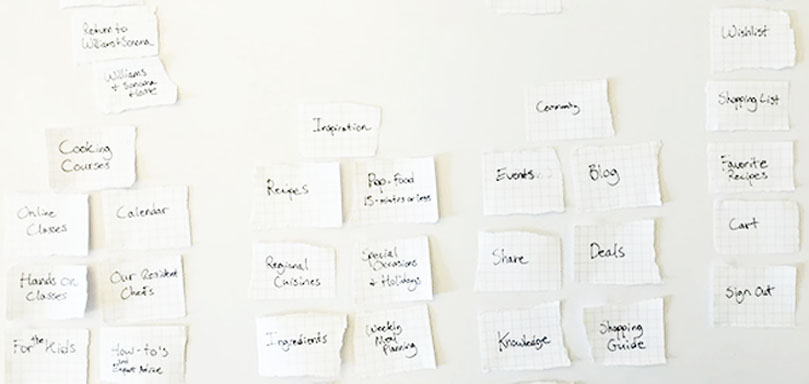 Return to
Williams & Sonoma
Williams
& Sonoma
Home
Cooking
Courses
Online
Classes
Calendar
Hands On
Classes
Our Resident
Chefs
For the Kids
How-to's
and
Expert Advice
Inspiration
Recipes
Pop-Food
15-minutes or less
Regional
Cuisines
Special
Occasions
& Holidays
Ingredients
Weekly
Meal
Planning
Community
Events
Blog
Share
Deals
Knowledge
Shopping
Guide
Wishlist
Shopping List
Favorite
Recipes
Cart
Sign Out